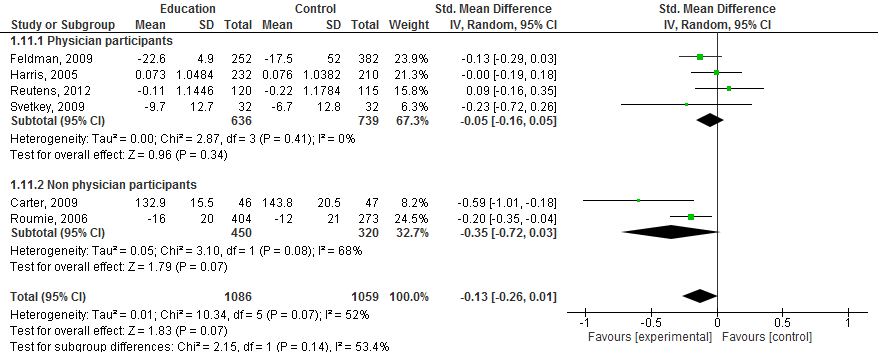 Education Control Std. Mean Difference Std. Mean Difference
Study or Subgroup Mean SD Total Mean SD Total Weight IV, Random, 95% CI IV, Random, 95% CI
1.11.1 Physician participants
Feldman, 2009 -22.6 4.9 252 -17.5 52 382 23.9% -0.13 [-0.29, 0.03]
Harris, 2005 0.073 1.0484 232 0.076 1.0382 210 21.3% -0.00 [-0.19, 0.18]
Reutens, 2012 -0.11 1.1446 120 -0.22 1.1784 115 15.8% 0.09 [-0.16, 0.35]
Svetkey, 2009 -9.7 12.7 32 -6.7 12.8 32 6.3% -0.23 [-0.72, 0.26]
Subtotal (95% CI) 636 739 67.3% -0.05 [-0.16, 0.05]
Heterogeneity: Tau² = 0.00; Chi² = 2.87, df = 3 (P = 0.41); I² = 0%
Test for overall effect: Z = 0.96 (P = 0.34)
1.11.2 Non physician participants
Carter, 2009 132.9 15.5 46 143.8 20.5 47 8.2% -0.59 [-1.01, -0.18]
Roumie, 2006 -16 20 404 -12 21 273 24.5% -0.20 [-0.35, -0.04]
Subtotal (95% CI) 450 320 32.7% -0.35 [-0.72, 0.03]
Heterogeneity: Tau² = 0.05; Chi² = 3.10, df = 1 (P = 0.08); I² = 68%
Test for overall effect: Z = 1.79 (P = 0.07)
Total (95% CI) 1086 1059 100.0% -0.13 [-0.26, 0.01]
Heterogeneity: Tau² = 0.01; Chi² = 10.34, df = 5 (P = 0.07); I² = 52%
Test for overall effect: Z = 1.83 (P = 0.07)
Test for subgroup differences: Chi² = 2.15, df = 1 (P = 0.14), I² = 53.4%
-1 -0.5 0 0.5 1
Favours [experimental] Favours [control]